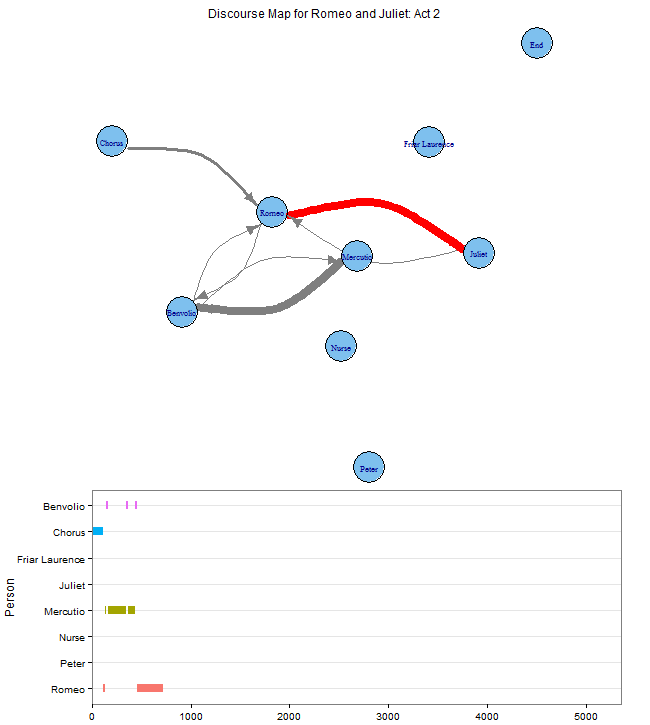 Discourse Map for Romeo and Juliet: Act 2
End
Chorus
Friar Laurence
Romeo
Mercutio
Juliet
Benvolio
Nurse
Peter
Person
Benvolio
Chorus
Friar Laurence
Juliet
Mercutio
Nurse
Peter
Romeo
0 1000 2000 3000 4000 5000